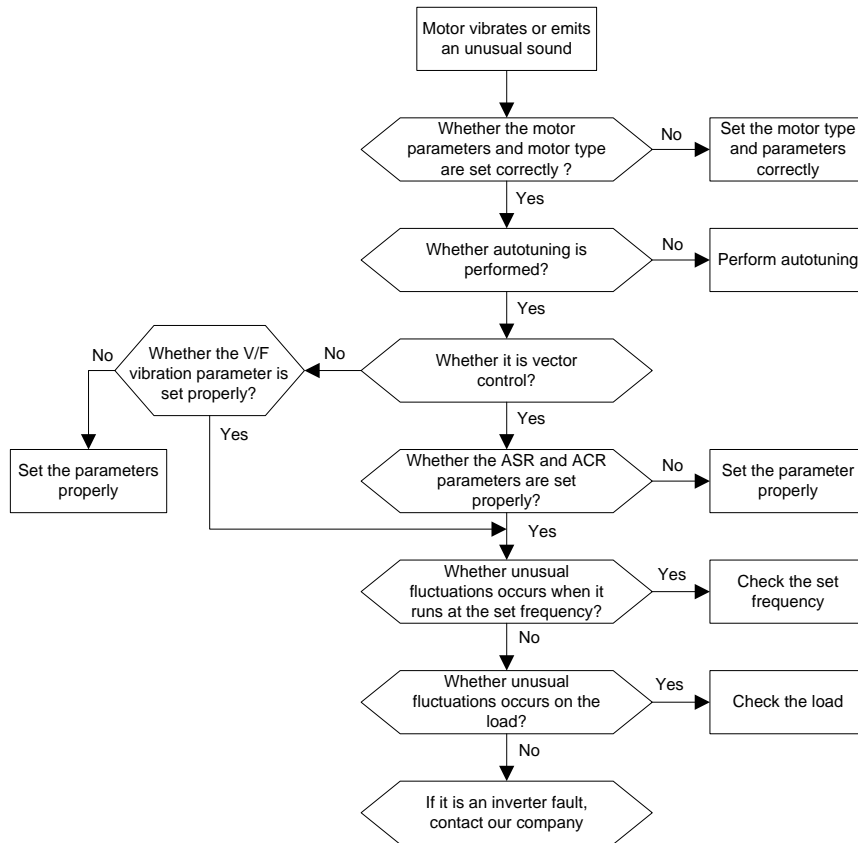 Motor vibrates or emits
an unusual sound
Whether the motor
parameters and motor type
are set correctly ?
No
Set the motor type
and parameters
correctly
Yes
Whether autotuning is
performed?
No
Perform autotuning
Yes
Whether the V/F
vibration parameter is
set properly?
No
No
Whether it is vector
control?
Yes
Yes
Set the parameters
properly
Whether the ASR and ACR
parameters are set
properly?
No
Set the parameter
properly
Yes
Whether unusual
fluctuations occurs when it
runs at the set frequency?
Yes
Check the set
frequency
No
Whether unusual
fluctuations occurs on the
load?
Yes
Check the load
No
If it is an inverter fault,
contact our company